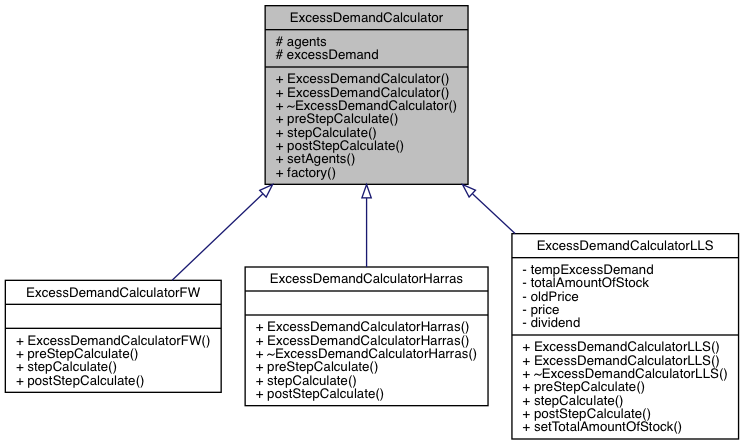 ExcessDemandCalculator
# agents
# excessDemand
+ ExcessDemandCalculator()
+ ExcessDemandCalculator()
+ ~ExcessDemandCalculator()
+ preStepCalculate()
+ stepCalculate()
+ postStepCalculate()
+ setAgents()
+ factory()
ExcessDemandCalculatorFW
+ ExcessDemandCalculatorFW()
+ preStepCalculate()
+ stepCalculate()
+ postStepCalculate()
ExcessDemandCalculatorHarras
+ ExcessDemandCalculatorHarras()
+ ExcessDemandCalculatorHarras()
+ ~ExcessDemandCalculatorHarras()
+ preStepCalculate()
+ stepCalculate()
+ postStepCalculate()
ExcessDemandCalculatorLLS
- tempExcessDemand
- totalAmountOfStock
- oldPrice
- price
- dividend
+ ExcessDemandCalculatorLLS()
+ ExcessDemandCalculatorLLS()
+ ~ExcessDemandCalculatorLLS()
+ preStepCalculate()
+ stepCalculate()
+ postStepCalculate()
+ setTotalAmountOfStock()